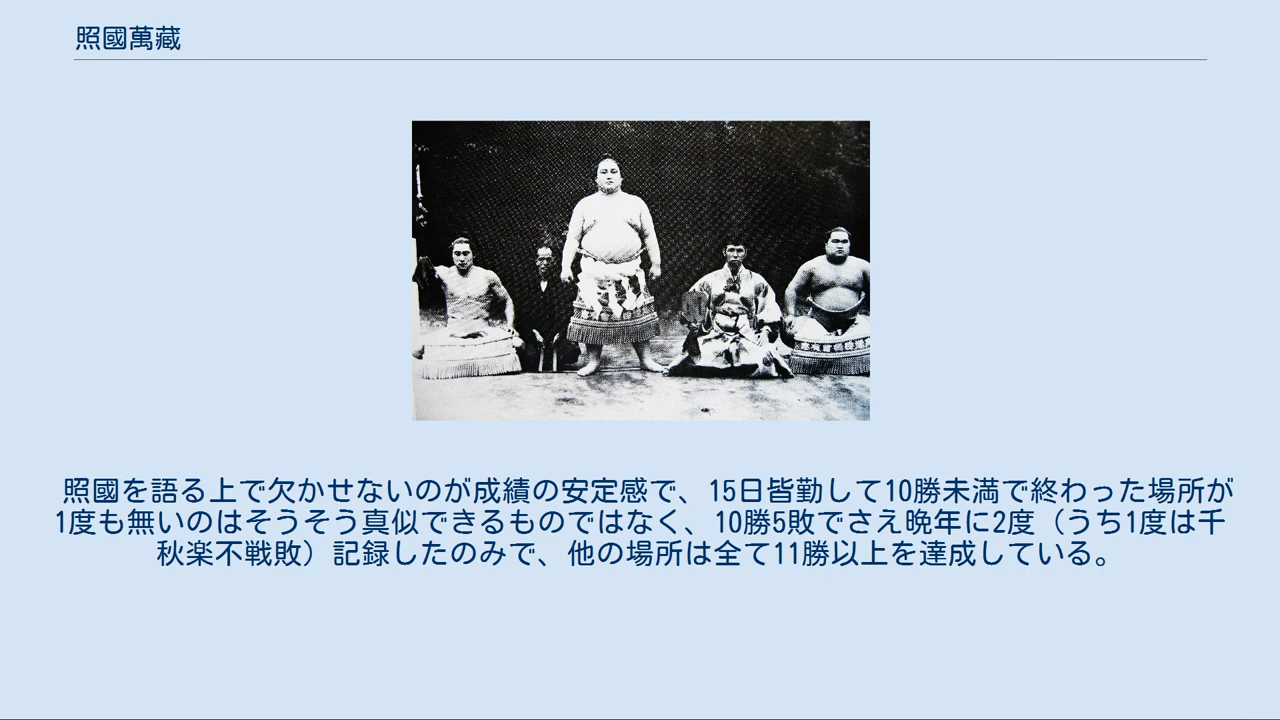 照國萬藏
照國を語る上で欠かせないのが成績の安定感で、15日皆勤して10勝未満で終わった場所が
1度も無いのはそうそう真似できるものではなく、10勝5敗でさえ晩年に2度（うち1度は千
秋楽不戦敗）記録したのみで、他の場所は全て11勝以上を達成している。